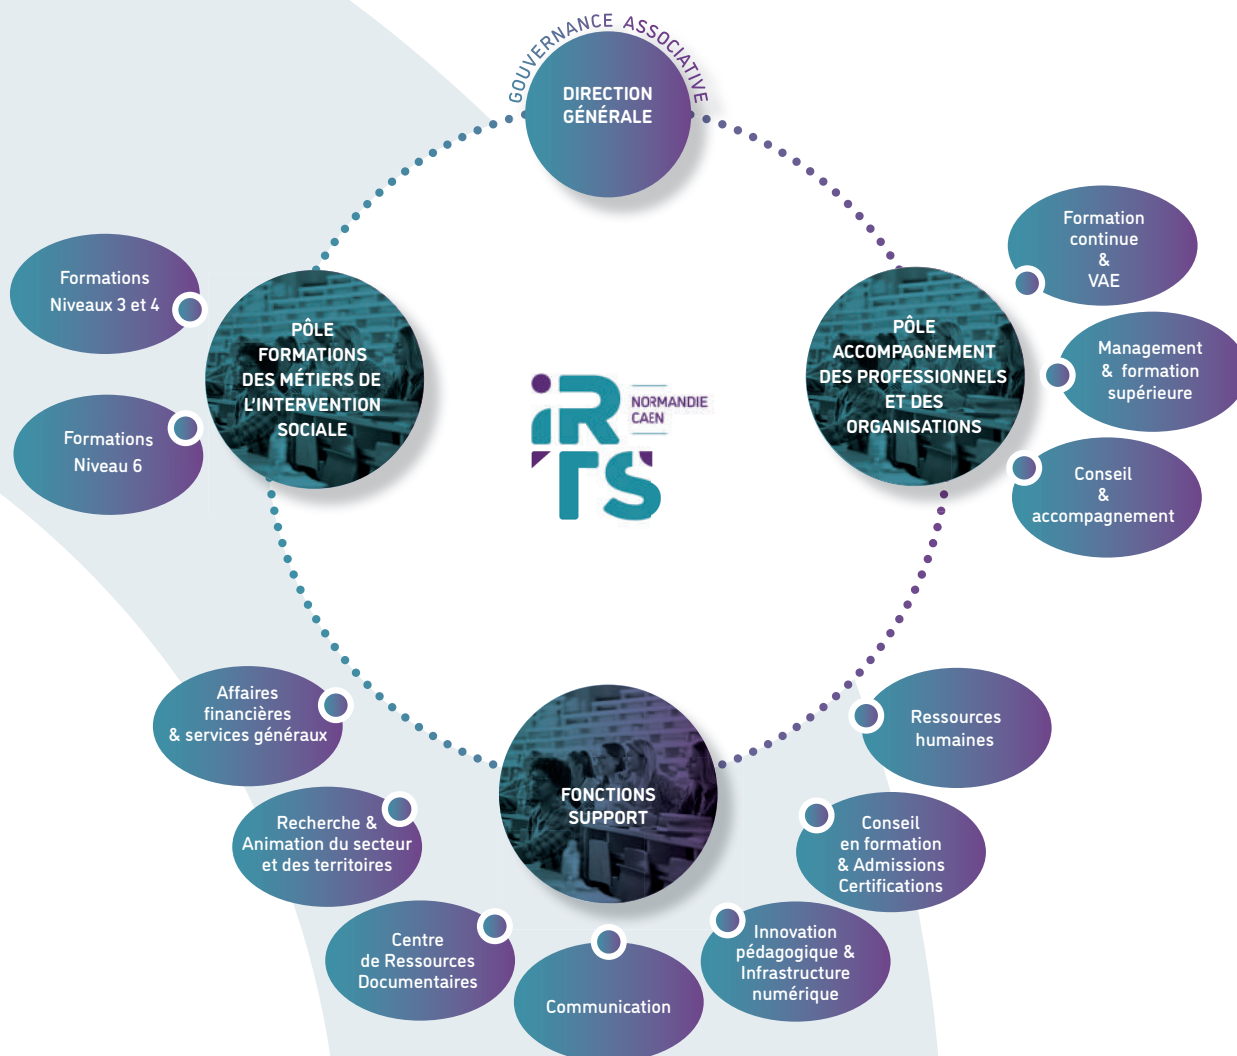 GOUVERNANCE ASSOCIATIVE
DIRECTION
GÉNÉRALE
Formations
Niveaux 3 et 4
Formations
Niveau 6
PÔLE
FORMATIONS
DES MÉTIERS DE
L'INTERVENTION
SOCIALE
iRTS
NORMANDIE
CAEN
PÔLE
ACCOMPAGNEMENT
DES PROFESSIONNELS
ET DES
ORGANISATIONS
Formation
continue
&
VAE
Management
& formation
supérieure
Conseil
&
accompagnement
FONCTIONS
SUPPORT
Affaires
financières
& services généraux
Recherche &
Animation du secteur
et des territoires
Centre
de Ressources
Documentaires
Communication
Innovation
pédagogique &
Infrastructure
numérique
Conseil
en formation
& Admissions
Certifications
Ressources
humaines